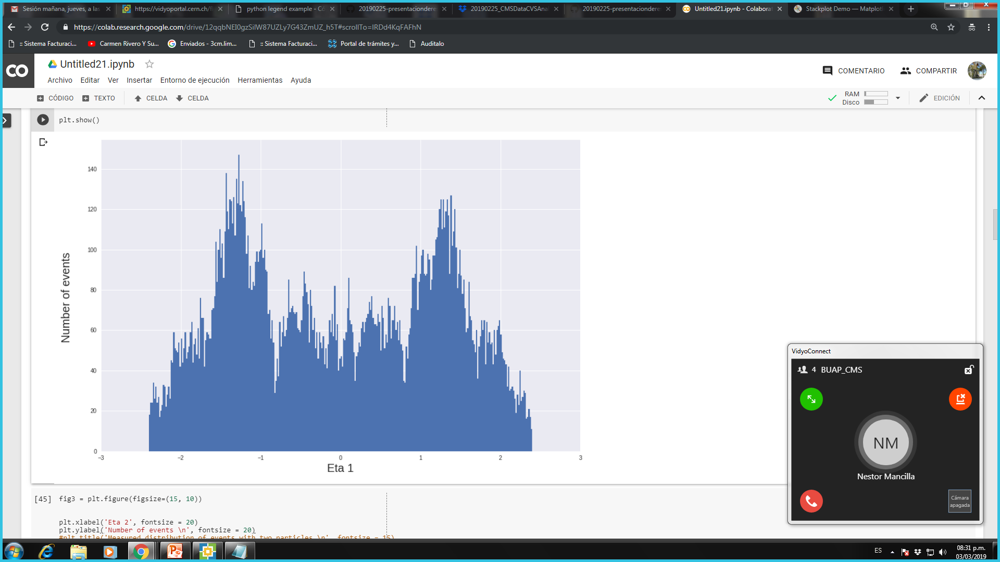 Sesión mañana, jueves, a las
https://vidyoportal.cern.ch/fl
python legend example - Có
20190225-presentaciondere
20190225_CMSDataCVSAnal
20190225-presentaciondere
Untitled21.ipynb - Colaborat
Stackplot Demo — Matplotl
https://colab.research.google.com/drive/12qqbNEI0gzSilW87UZLy7G43ZmUZ_h5T#scrollTo=IRDd4KqFAFhN
:: Sistema Facturaci...
Carmen Rivero Y Su...
Enviados - 3cm.lim...
:: Sistema Facturaci...
Portal de trámites y...
Auditalo
CO
Untitled21.ipynb
COMENTARIO
COMPARTIR
Archivo Editar Ver Insertar Entorno de ejecución Herramientas Ayuda
CÓDIGO TEXTO CELDA CELDA
RAM
Disco
EDICIÓN
plt.show()
140
120
100
80
60
40
20
0
Number of events
−3 −2 −1 0 1 2 3
Eta 1
[45] fig3 = plt.figure(figsize=(15, 10))
plt.xlabel('Eta 2', fontsize = 20)
plt.ylabel('Number of events \n', fontsize = 20)
#plt.title('Measured distribution of events with two particles \n', fontsize = 15)
VidyoConnect
4 BUAP_CMS
NM
Nestor Mancilla
Cámara
apagada
ES
08:31 p.m.
03/03/2019